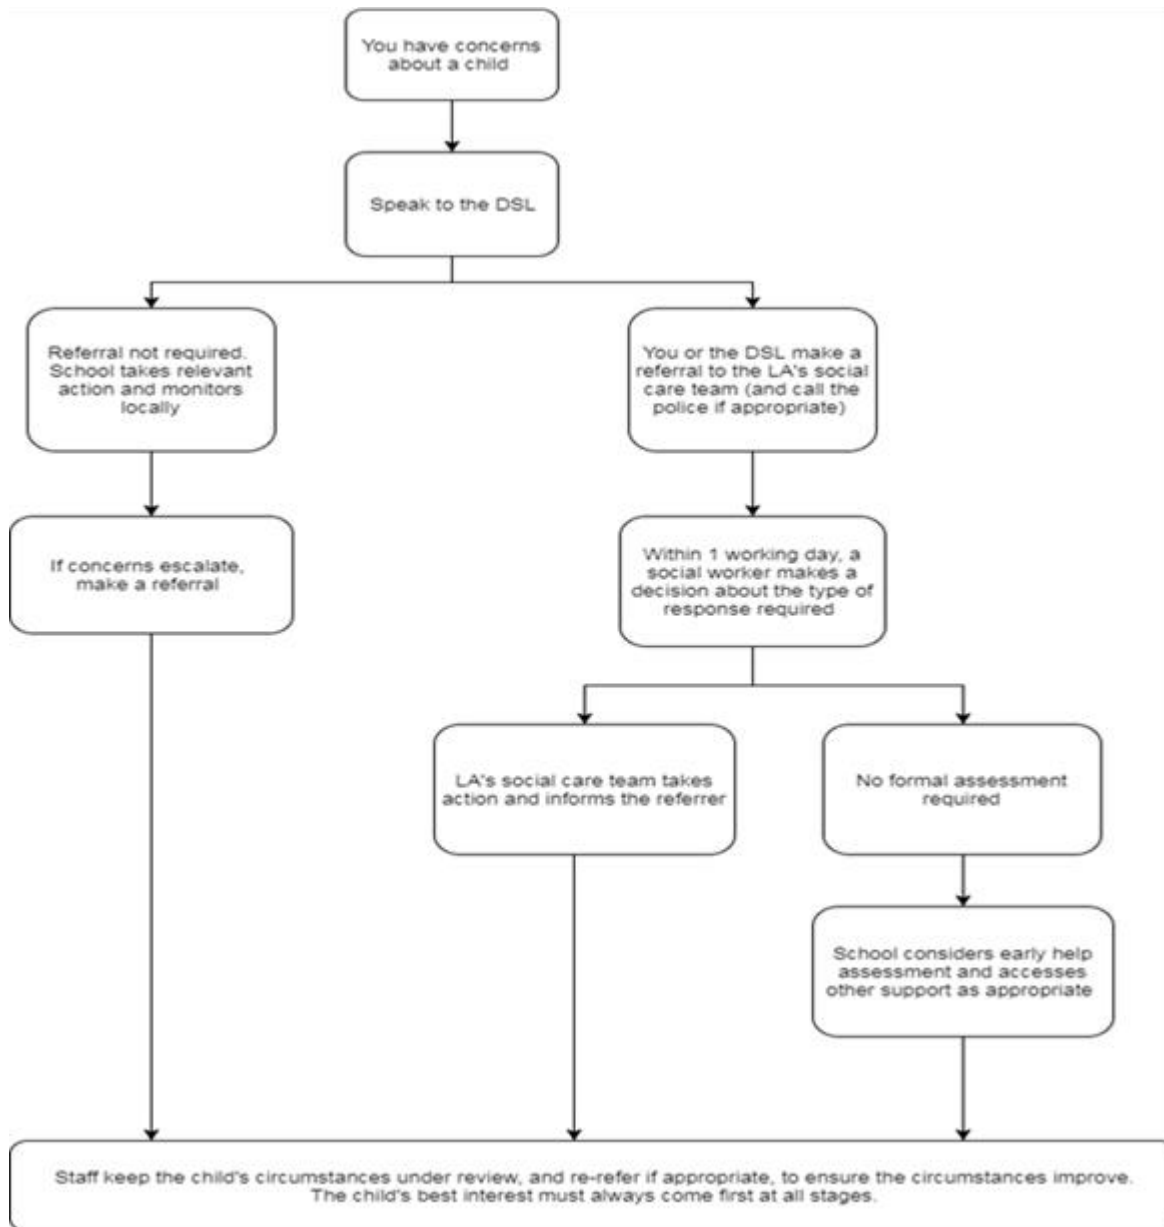 You have concerns
about a child
Speak to the DSL
Referral not required.
School takes relevant
action and monitors
locally
You or the DSL make a
referral to the LA's social
care team (and call the
police if appropriate)
If concerns escalate,
make a referral
Within 1 working day, a
social worker makes a
decision about the type of
response required
LA's social care team takes
action and informs the referrer
No formal assessment
required
School considers early help
assessment and accesses
other support as appropriate
Staff keep the child's circumstances under review, and re-refer if appropriate, to ensure the circumstances improve.
The child's best interest must always come first at all stages.